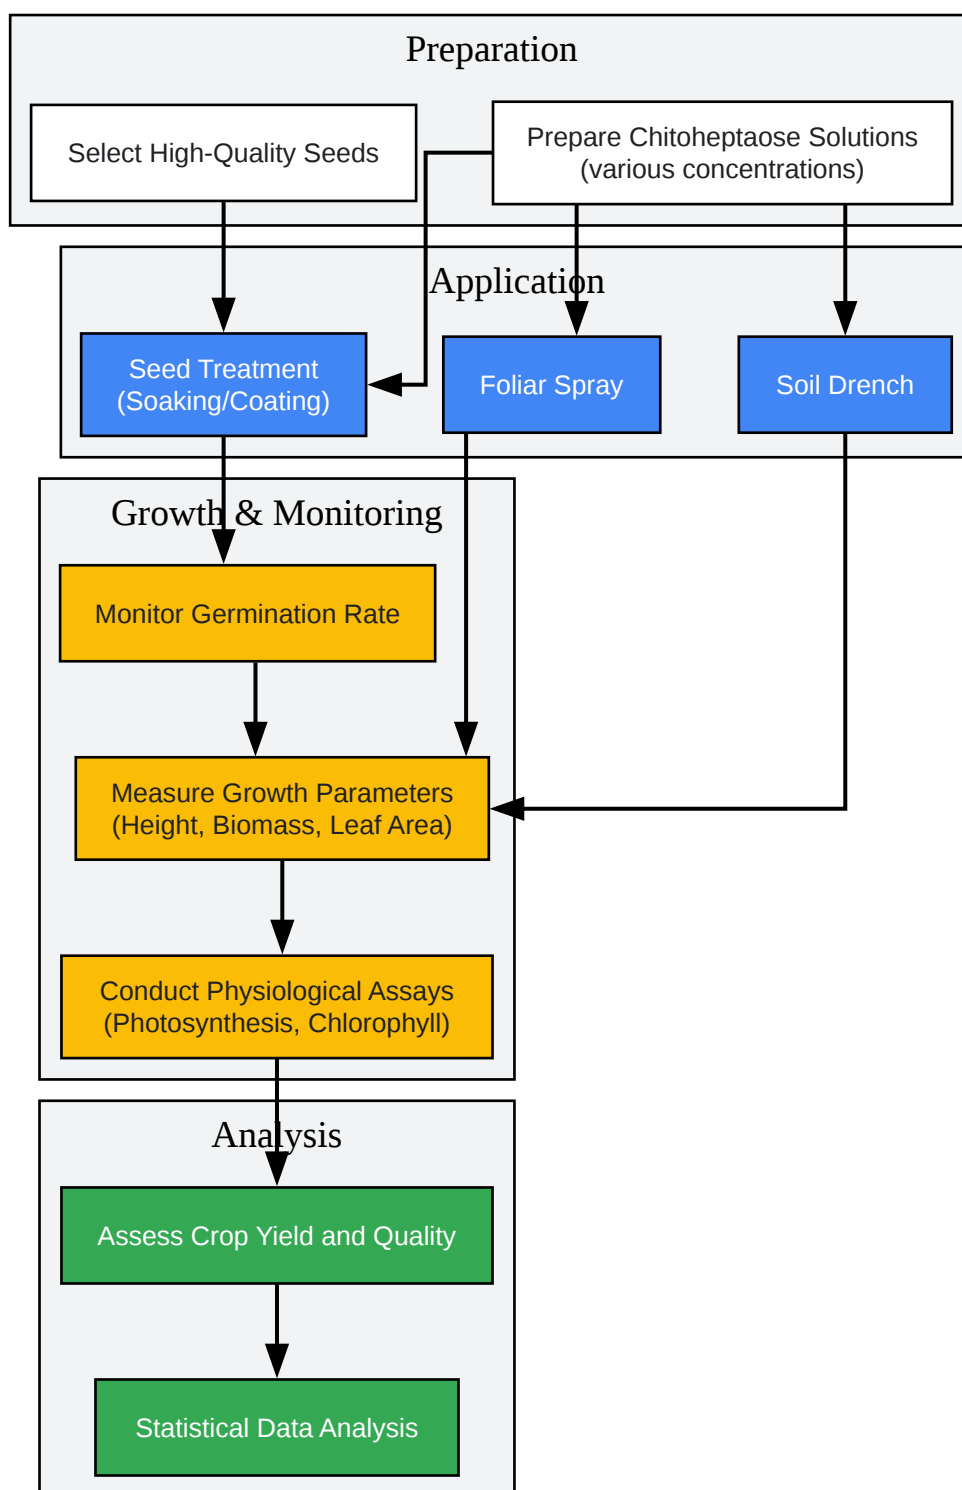 Preparation
Select High-Quality Seeds
Prepare Chitoheptaose Solutions
(various concentrations)
Application
Seed Treatment
(Soaking/Coating)
Foliar Spray
Soil Drench
Growth & Monitoring
Monitor Germination Rate
Measure Growth Parameters
(Height, Biomass, Leaf Area)
Conduct Physiological Assays
(Photosynthesis, Chlorophyll)
Analysis
Assess Crop Yield and Quality
Statistical Data Analysis